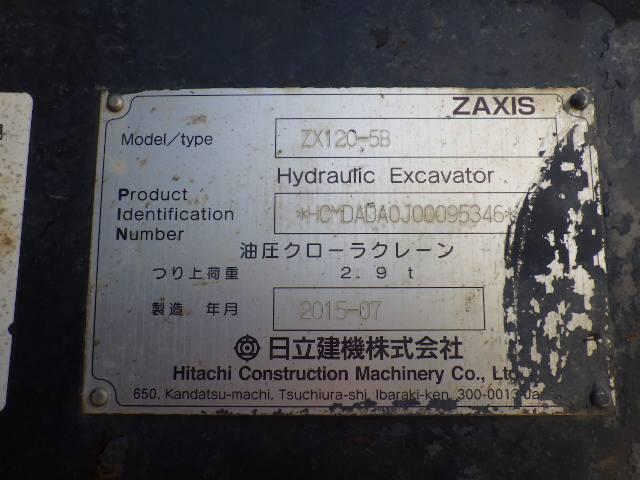 ZAXIS
Model/type ZX120-5B
Hydraulic Excavator
Product Identification Number *HCMDADA0J00095346*
油圧クローラクレーン
つり上荷重 2.9 t
製造 年月 2015-07
日立建機株式会社
Hitachi Construction Machinery Co., Ltd
650, Kandatsu-machi, Tsuchiura-shi, Ibaraki-ken, 300-0013 Ja